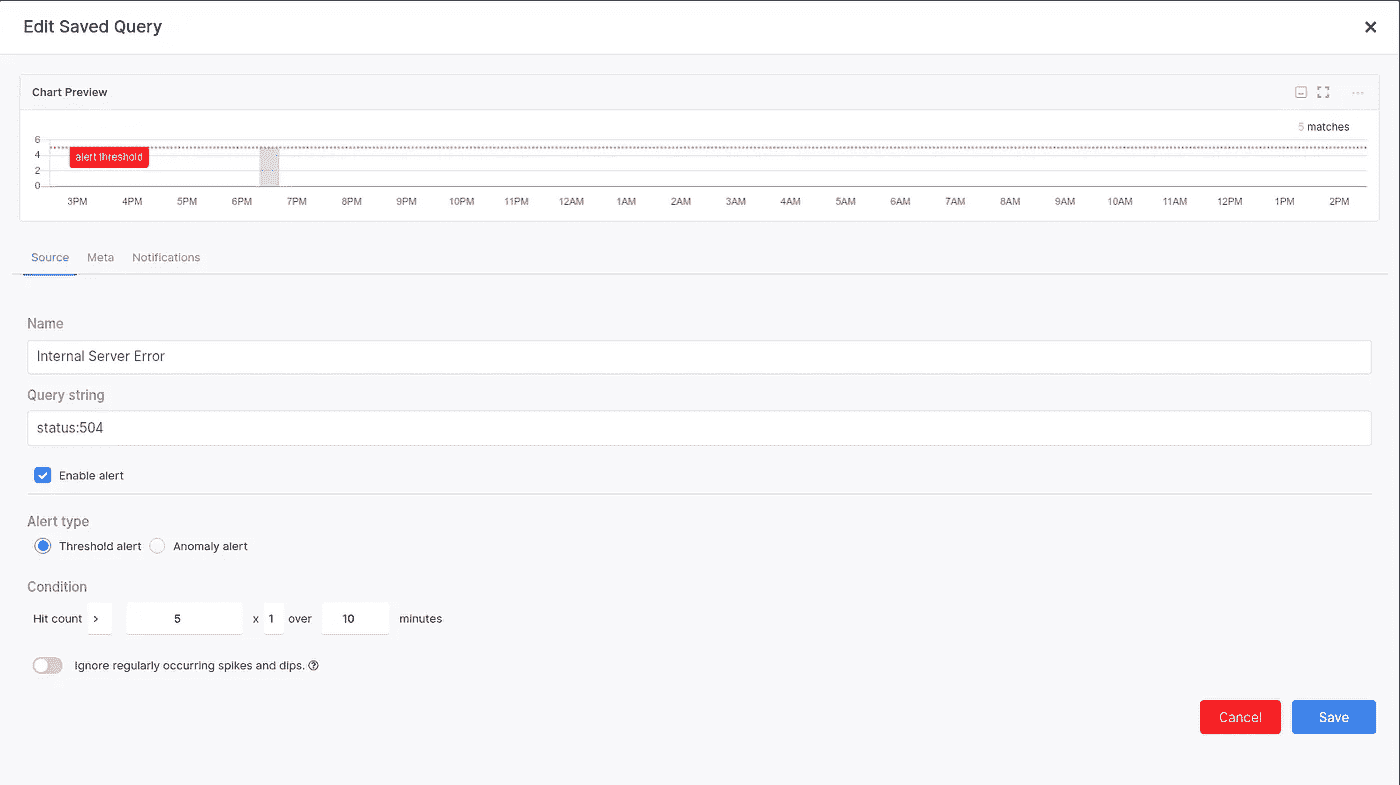 Edit Saved Query
Chart Preview
5 matches
6
4
2
0
alert threshold
3PM 4PM 5PM 6PM 7PM 8PM 9PM 10PM 11PM 12AM 1AM 2AM 3AM 4AM 5AM 6AM 7AM 8AM 9AM 10AM 11AM 12PM 1PM 2PM
Source Meta Notifications
Name
Internal Server Error
Query string
status:504
Enable alert
Alert type
Threshold alert Anomaly alert
Condition
Hit count > 5 x 1 over 10 minutes
Ignore regularly occurring spikes and dips. ?
Cancel Save